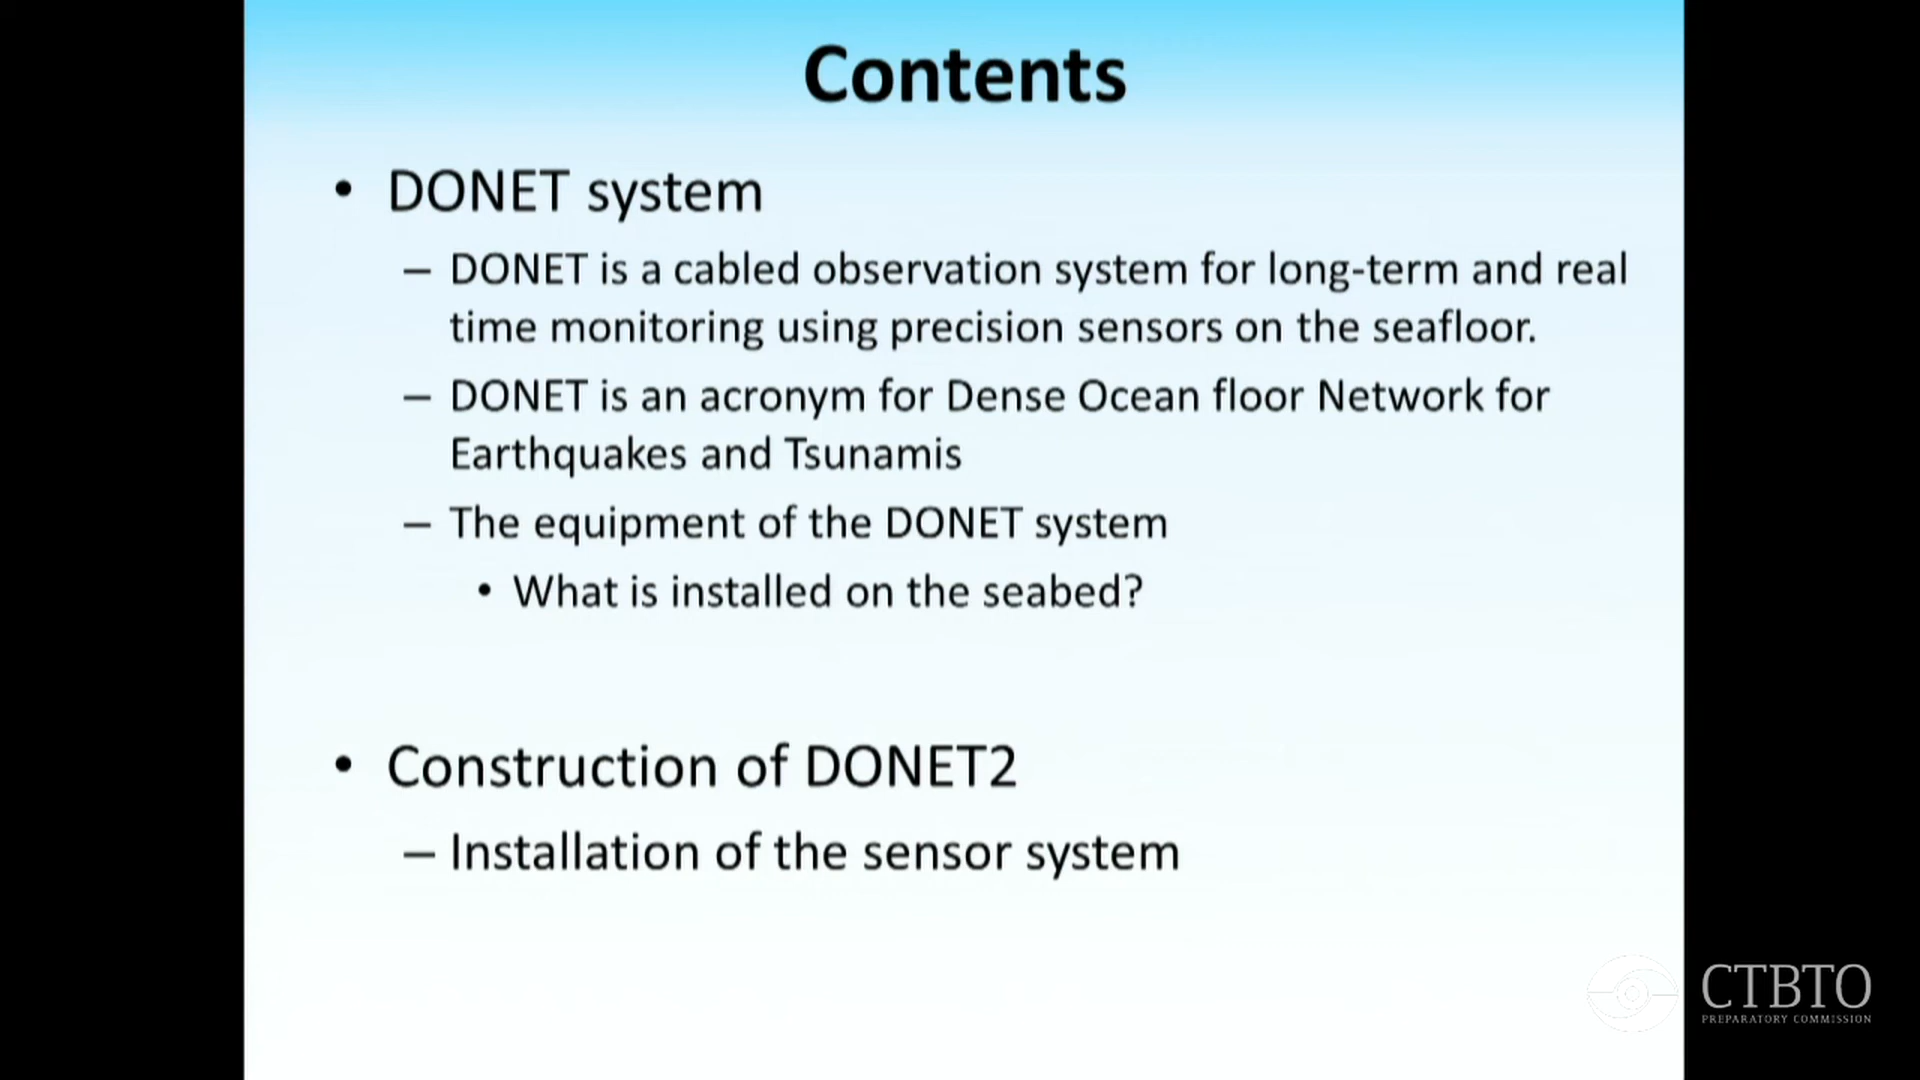 Contents
• DONET system
– DONET is a cabled observation system for long-term and real
time monitoring using precision sensors on the seafloor.
– DONET is an acronym for Dense Ocean floor Network for
Earthquakes and Tsunamis
– The equipment of the DONET system
• What is installed on the seabed?
• Construction of DONET2
– Installation of the sensor system
CTBTO
PREPARATORY COMMISSION